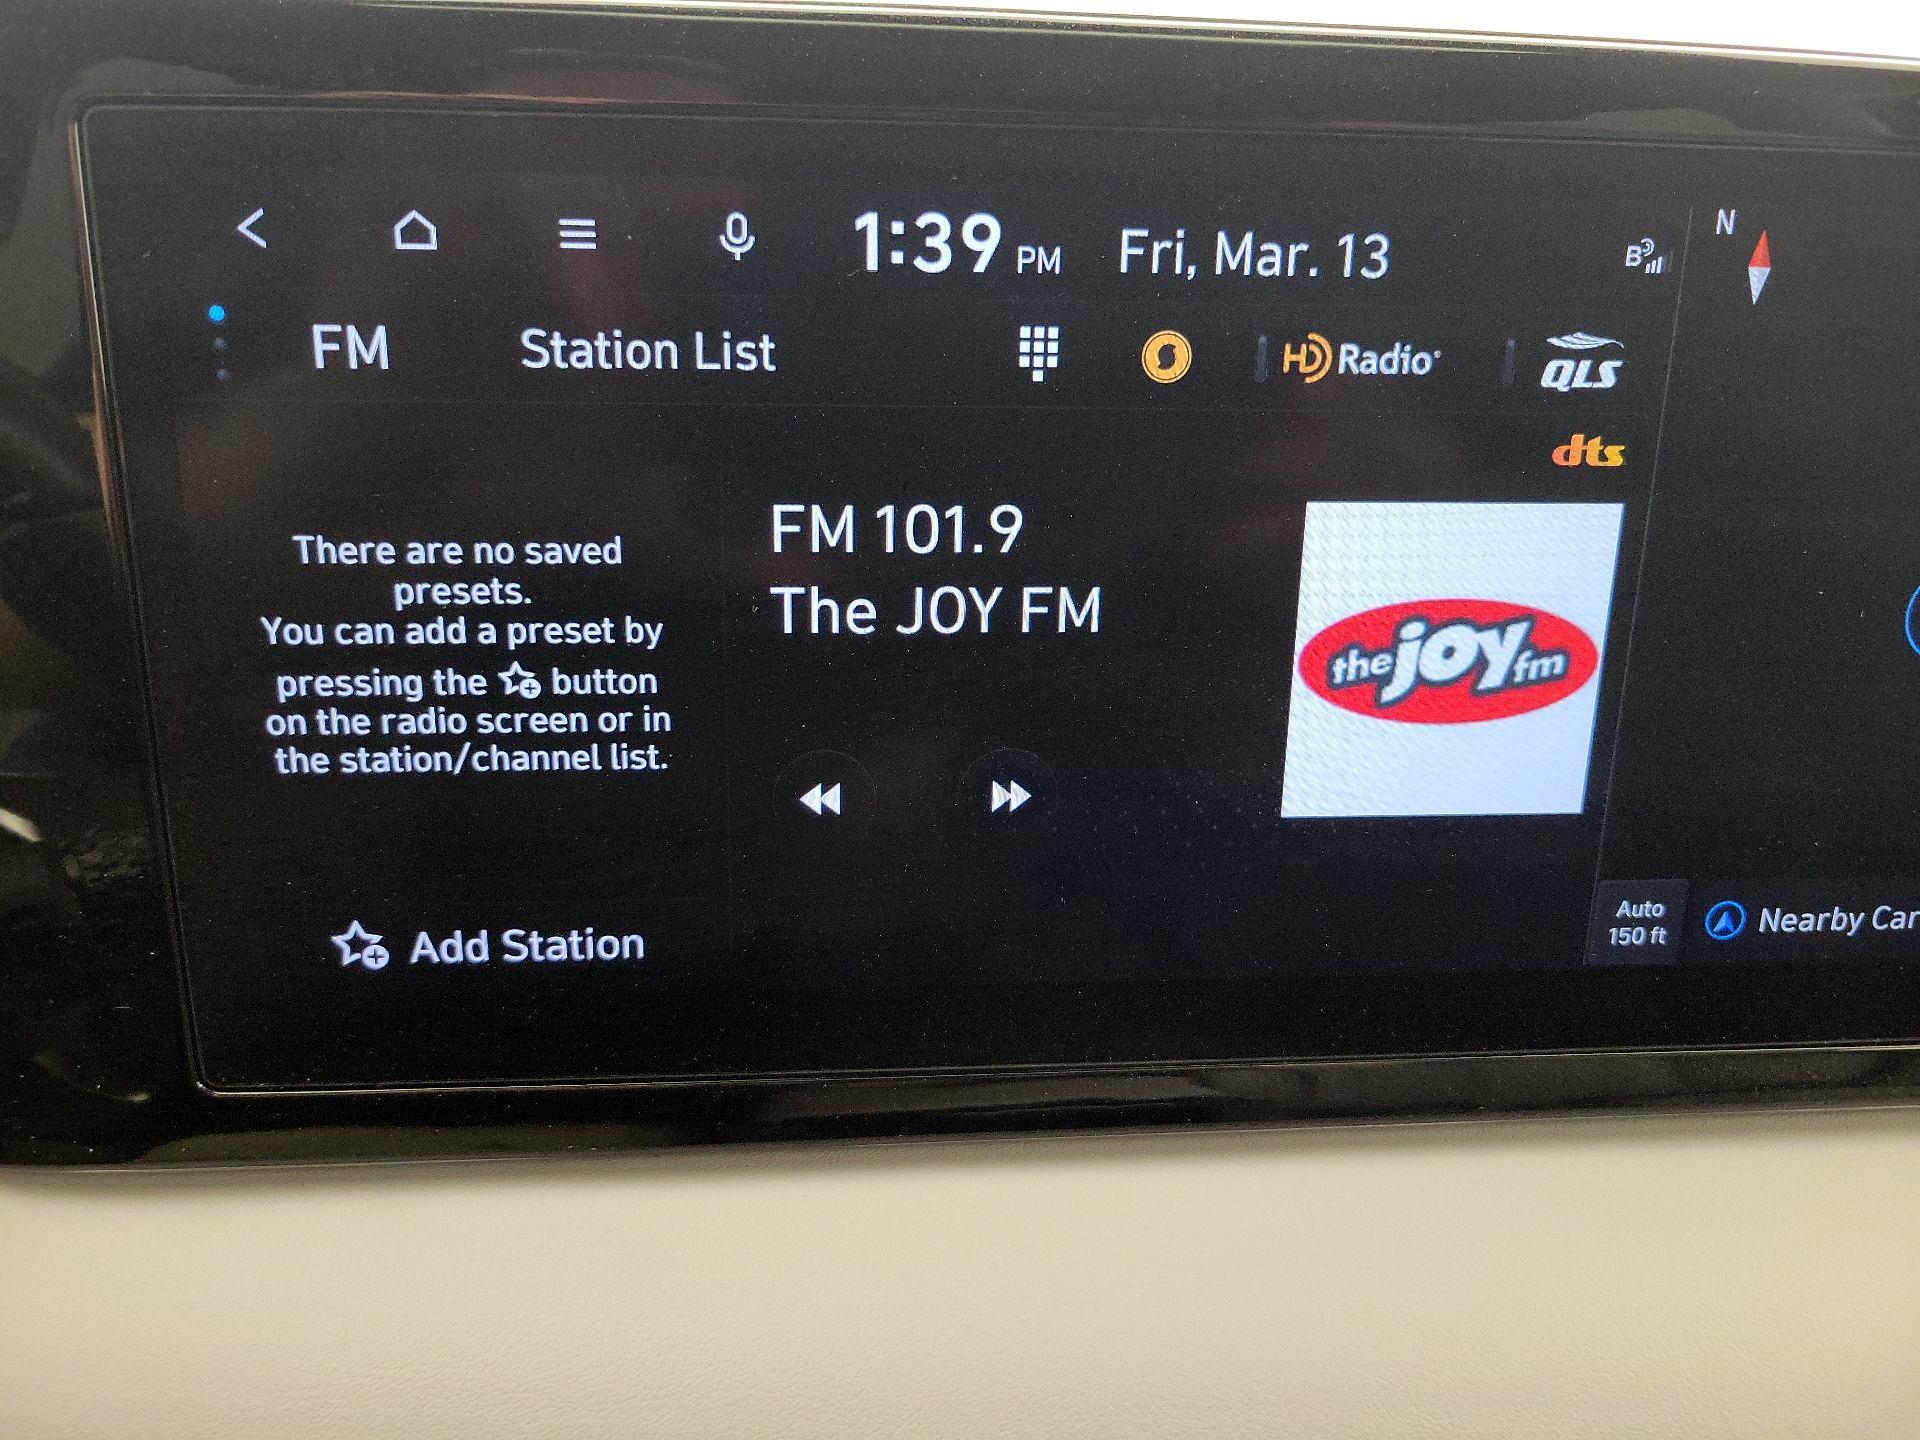 1:39 PM Fri, Mar. 13
N
FM Station List HD Radio QLS
dts
There are no saved
presets.
You can add a preset by
pressing the button
on the radio screen or in
the station/channel list.
Add Station
FM 101.9
The JOY FM
the joy fm
Auto
150 ft
Nearby Car